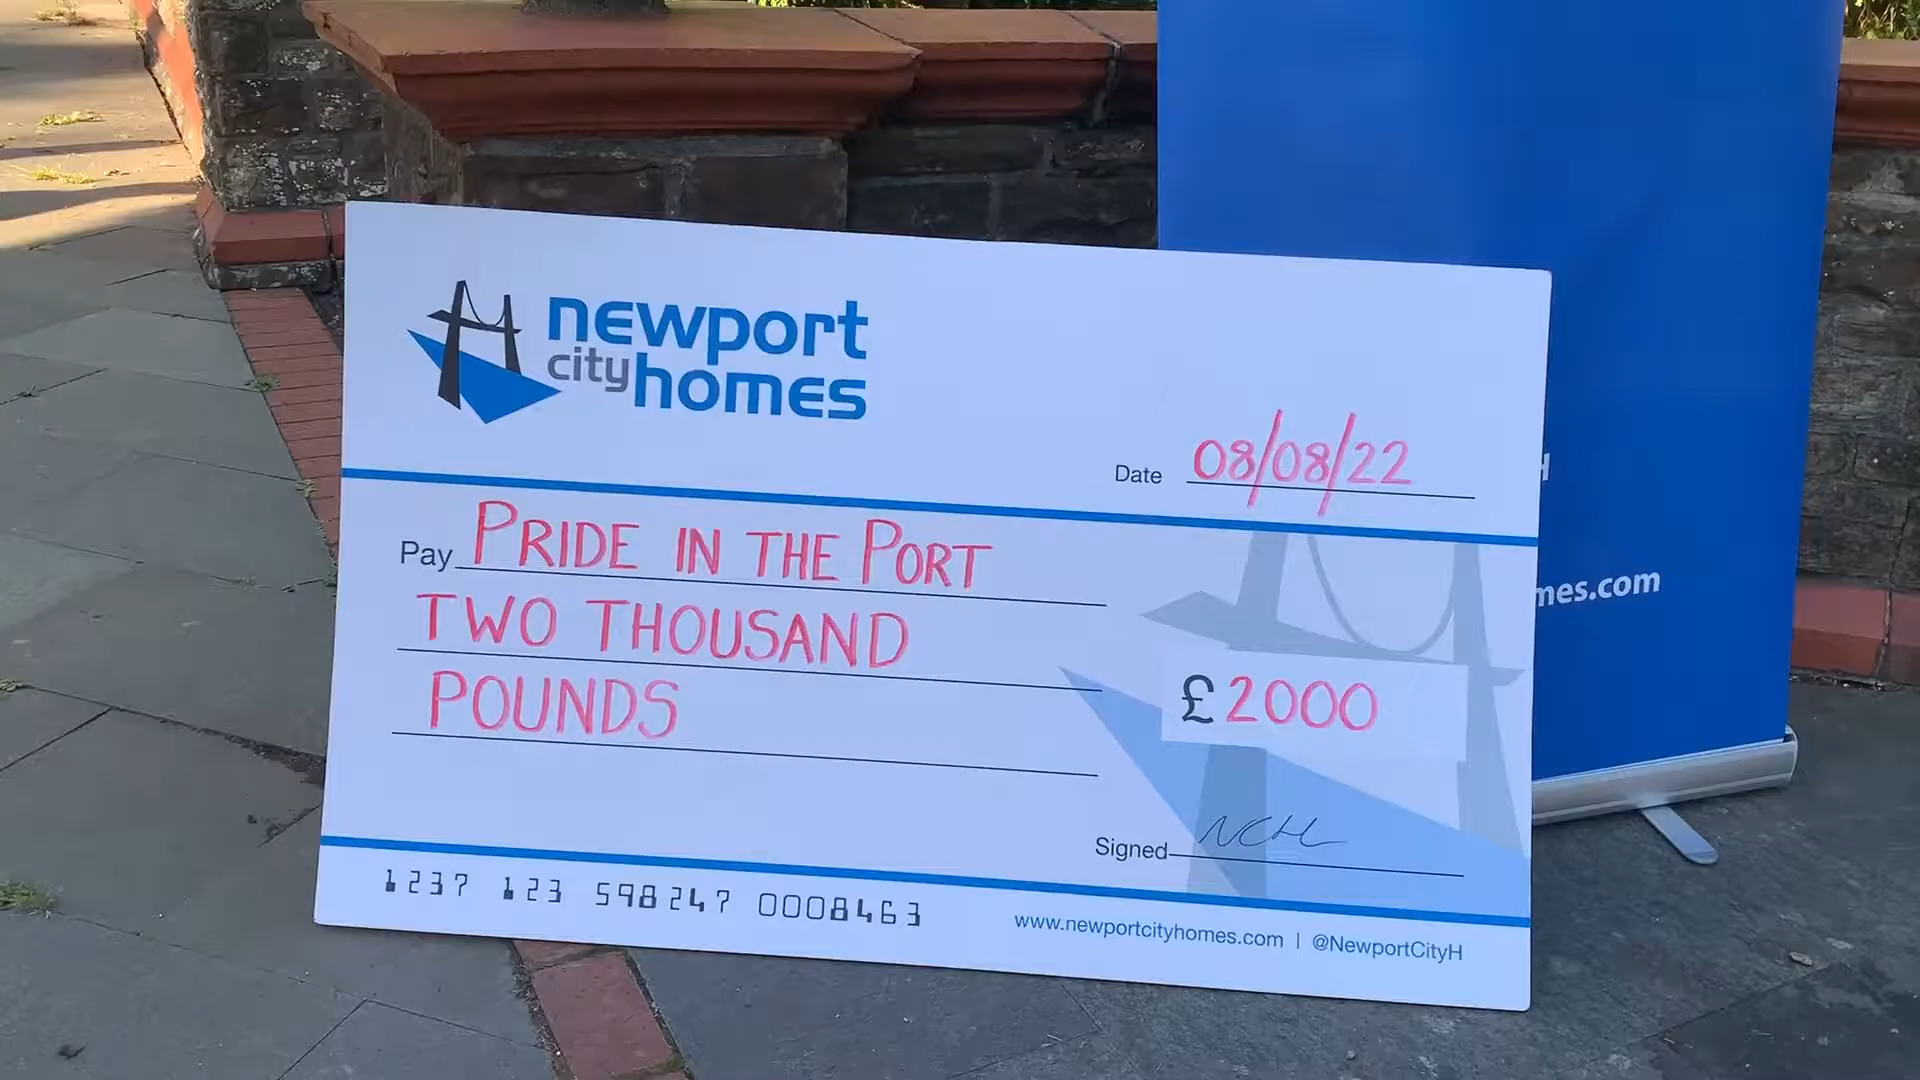 newport
city homes
Date 08/08/22
Pay PRIDE IN THE PORT
TWO THOUSAND
POUNDS
£ 2000
Signed NCH
1237 123 598247 0008463
www.newportcityhomes.com | @NewportCityH
H
mes.com